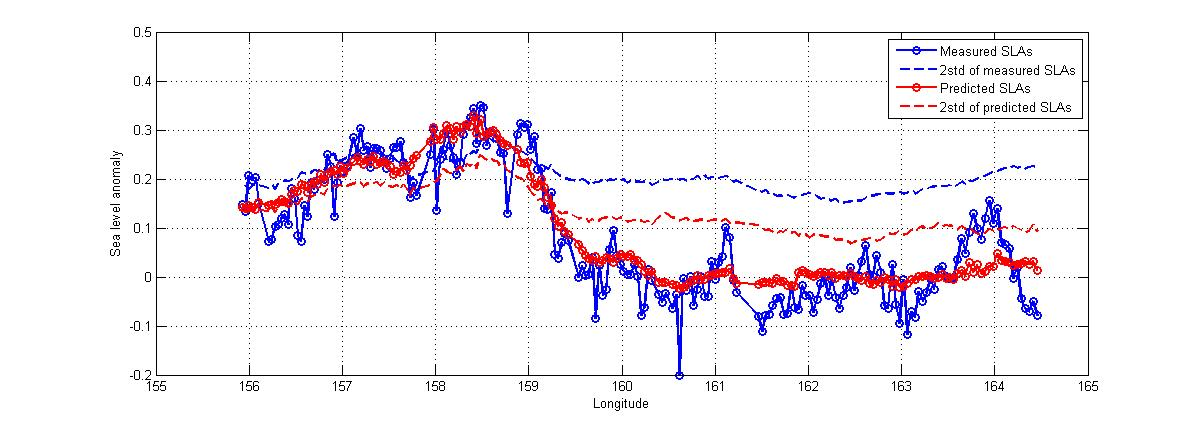 0.5
0.4
0.3
0.2
0.1
0
-0.1
-0.2
Sea level anomaly
155 156 157 158 159 160 161 162 163 164 165
Longitude
Measured SLAs
2std of measured SLAs
Predicted SLAs
2std of predicted SLAs